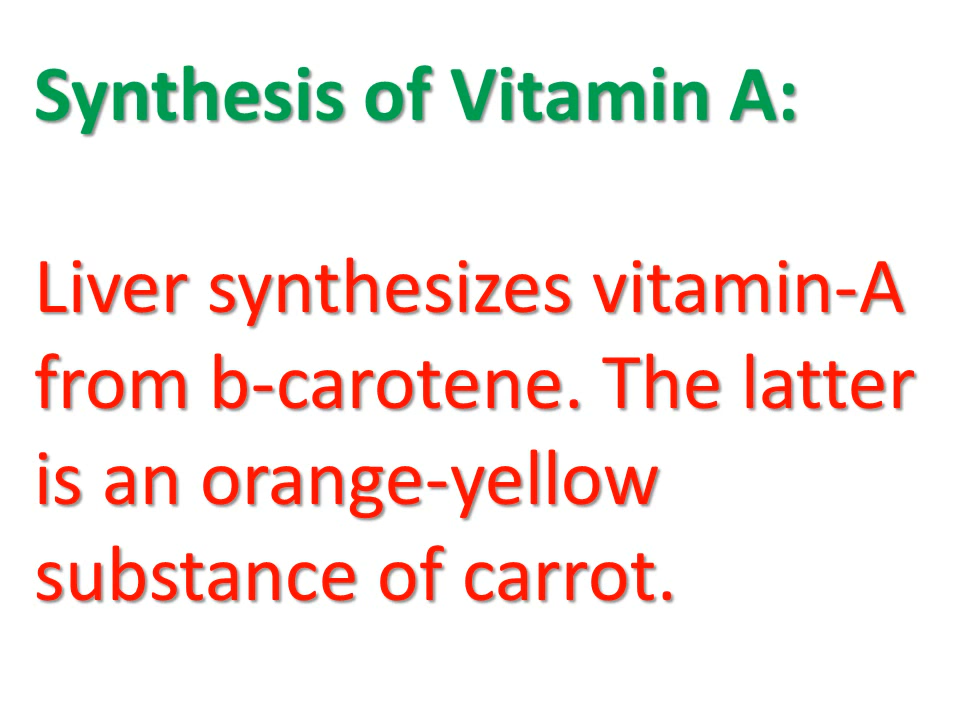 Synthesis of Vitamin A:
Liver synthesizes vitamin-A
from b-carotene. The latter
is an orange-yellow
substance of carrot.